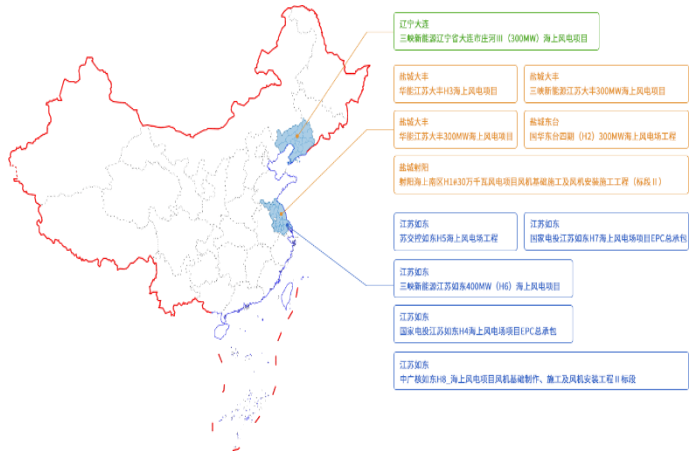 辽宁大连
三峡新能源辽宁省大连市庄河III（300MW）海上风电项目
盐城大丰
华能江苏大丰H3海上风电项目
盐城大丰
三峡新能源江苏大丰300MW海上风电项目
盐城大丰
华能江苏大丰300MW海上风电项目
盐城东台
国华东台四期（H2）300MW海上风电场工程
盐城射阳
射阳海上南区H1#30万千瓦风电项目风机基础施工及风机安装施工工程（标段II）
江苏如东
苏交控如东H5海上风电场工程
江苏如东
国家电投江苏如东H7海上风电场项目EPC总承包
江苏如东
三峡新能源江苏如东400MW（H6）海上风电项目
江苏如东
国家电投江苏如东H4海上风电场项目EPC总承包
江苏如东
中广核如东H8_海上风电项目风机基础制作、施工及风机安装工程II标段